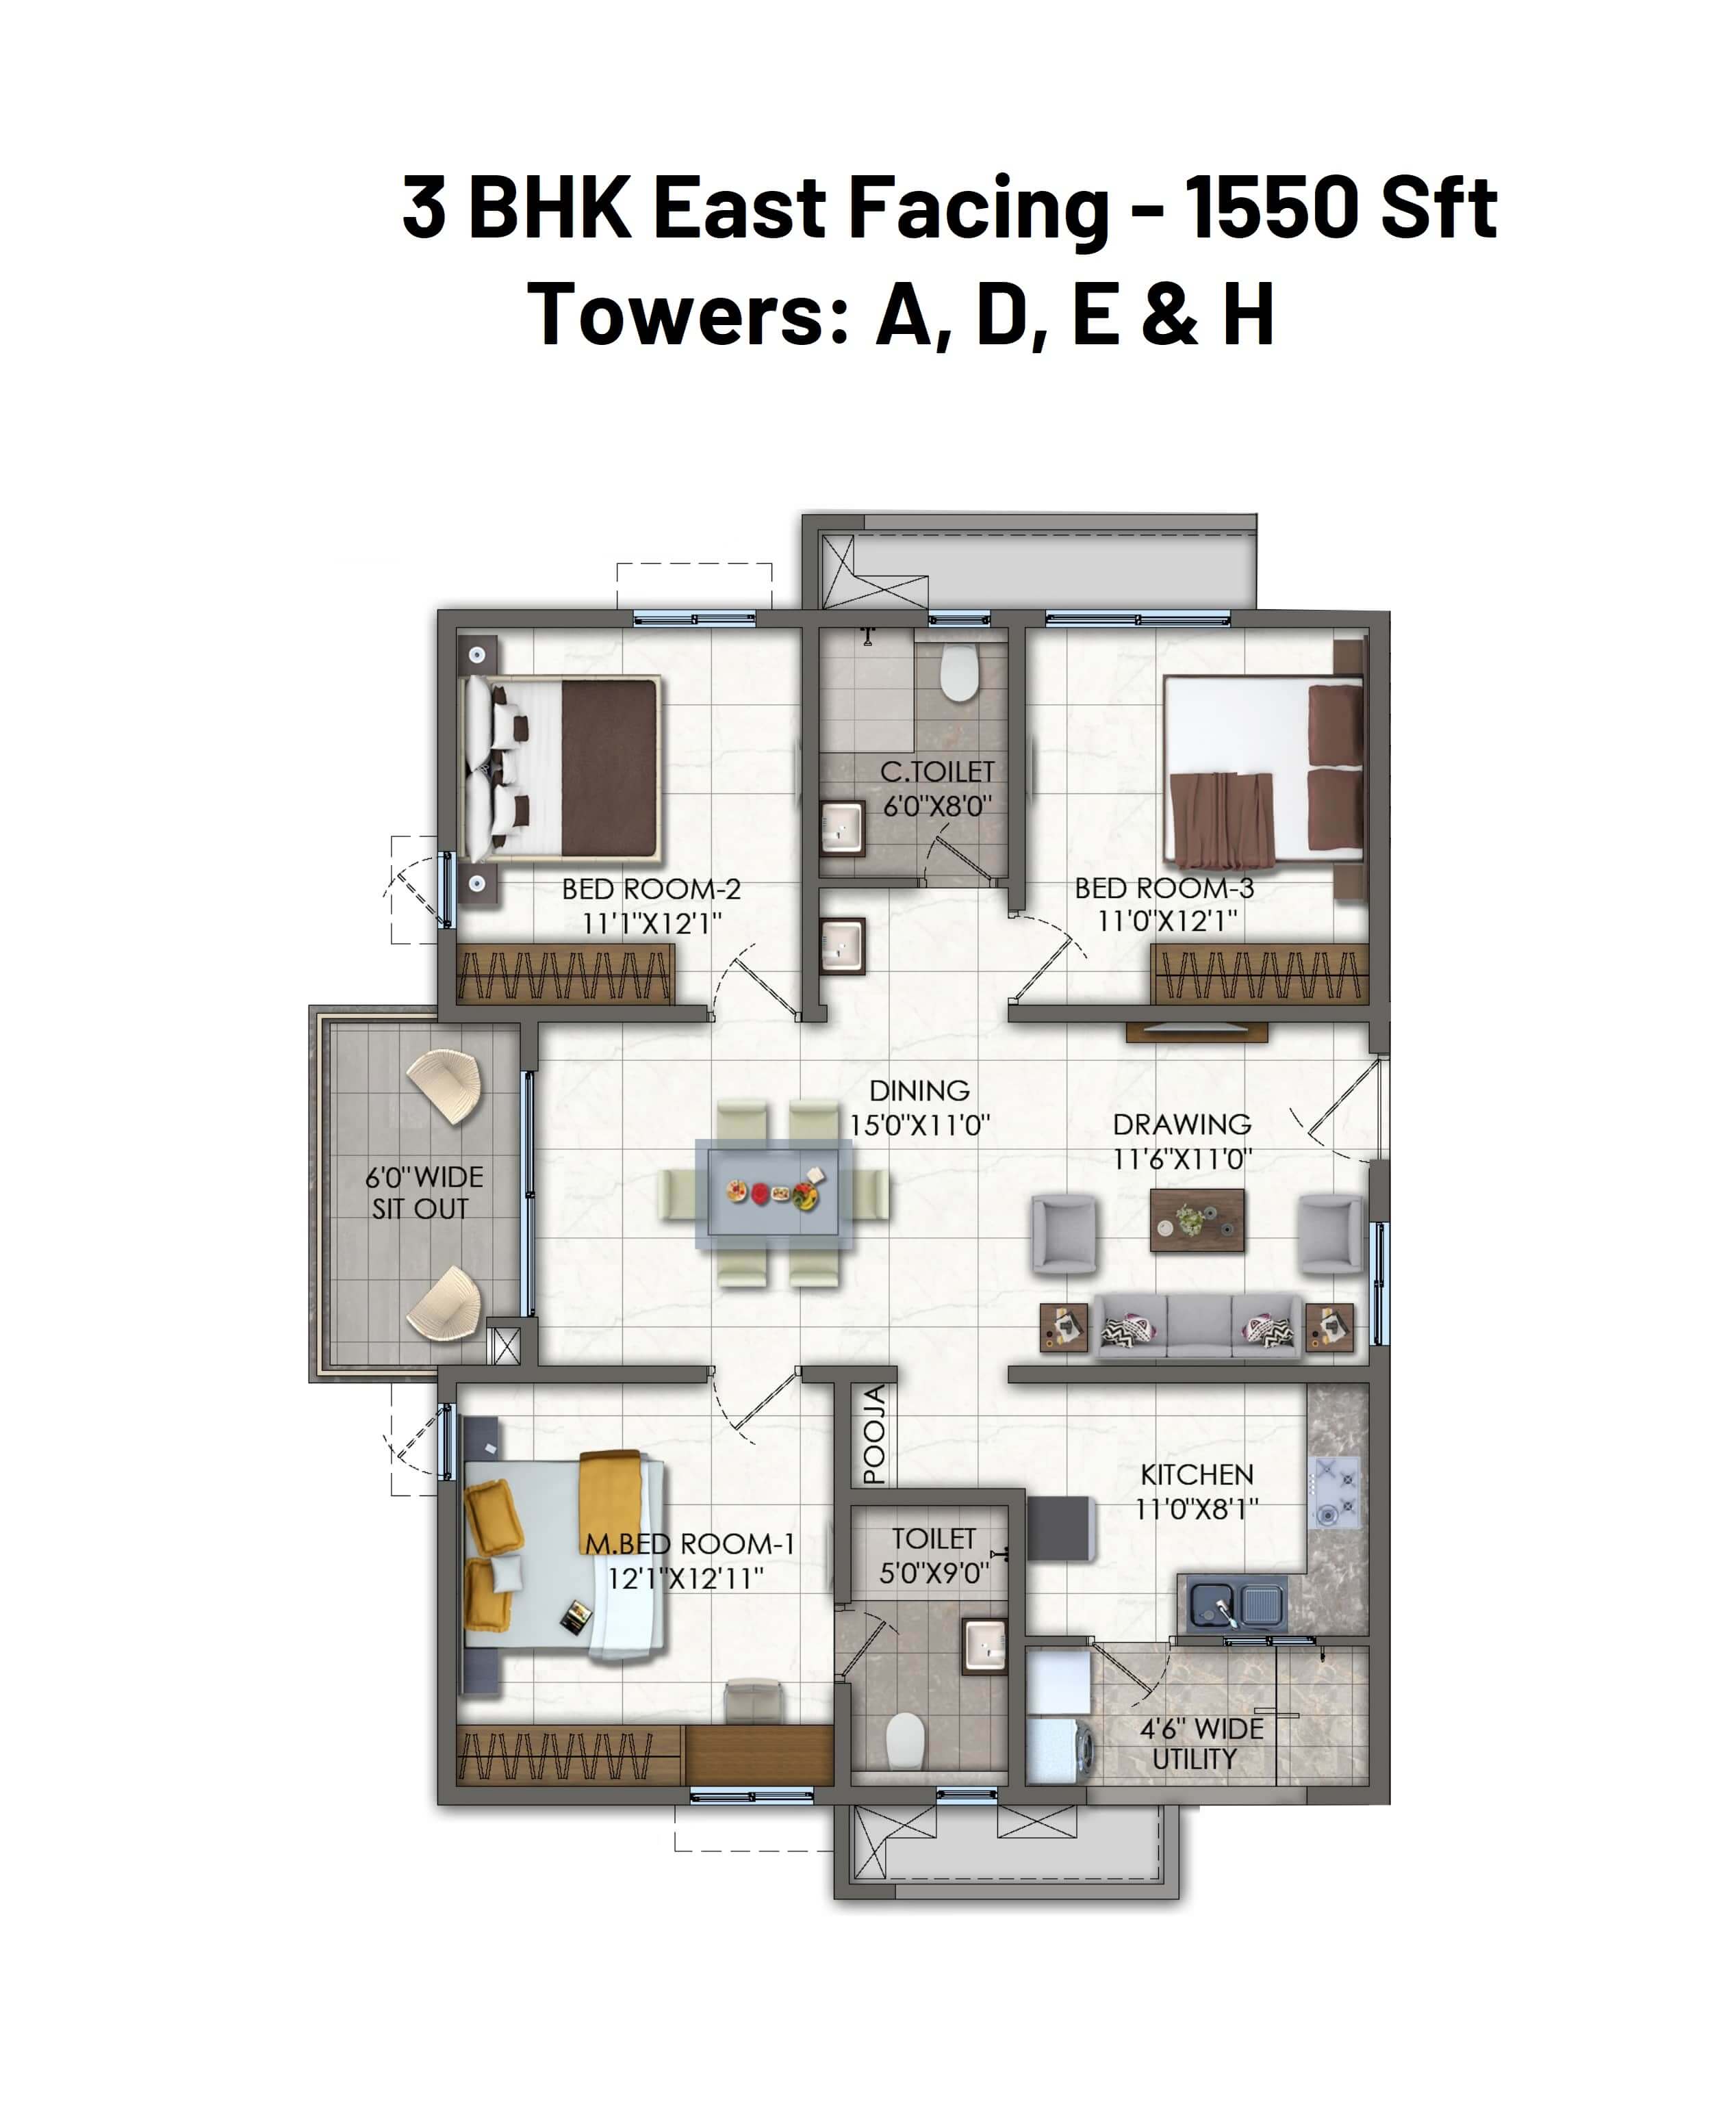 3 BHK East Facing - 1550 Sft
Towers: A, D, E & H
C.TOILET
6'0"X8'0"
BED ROOM-2
11'1"X12'1"
BED ROOM-3
11'0"X12'1"
DINING
15'0"X11'0"
DRAWING
11'6"X11'0"
6'0"WIDE
SIT OUT
POOJA
KITCHEN
11'0"X8'1"
M.BED ROOM-1
12'1"X12'11"
TOILET
5'0"X9'0"
4'6" WIDE
UTILITY